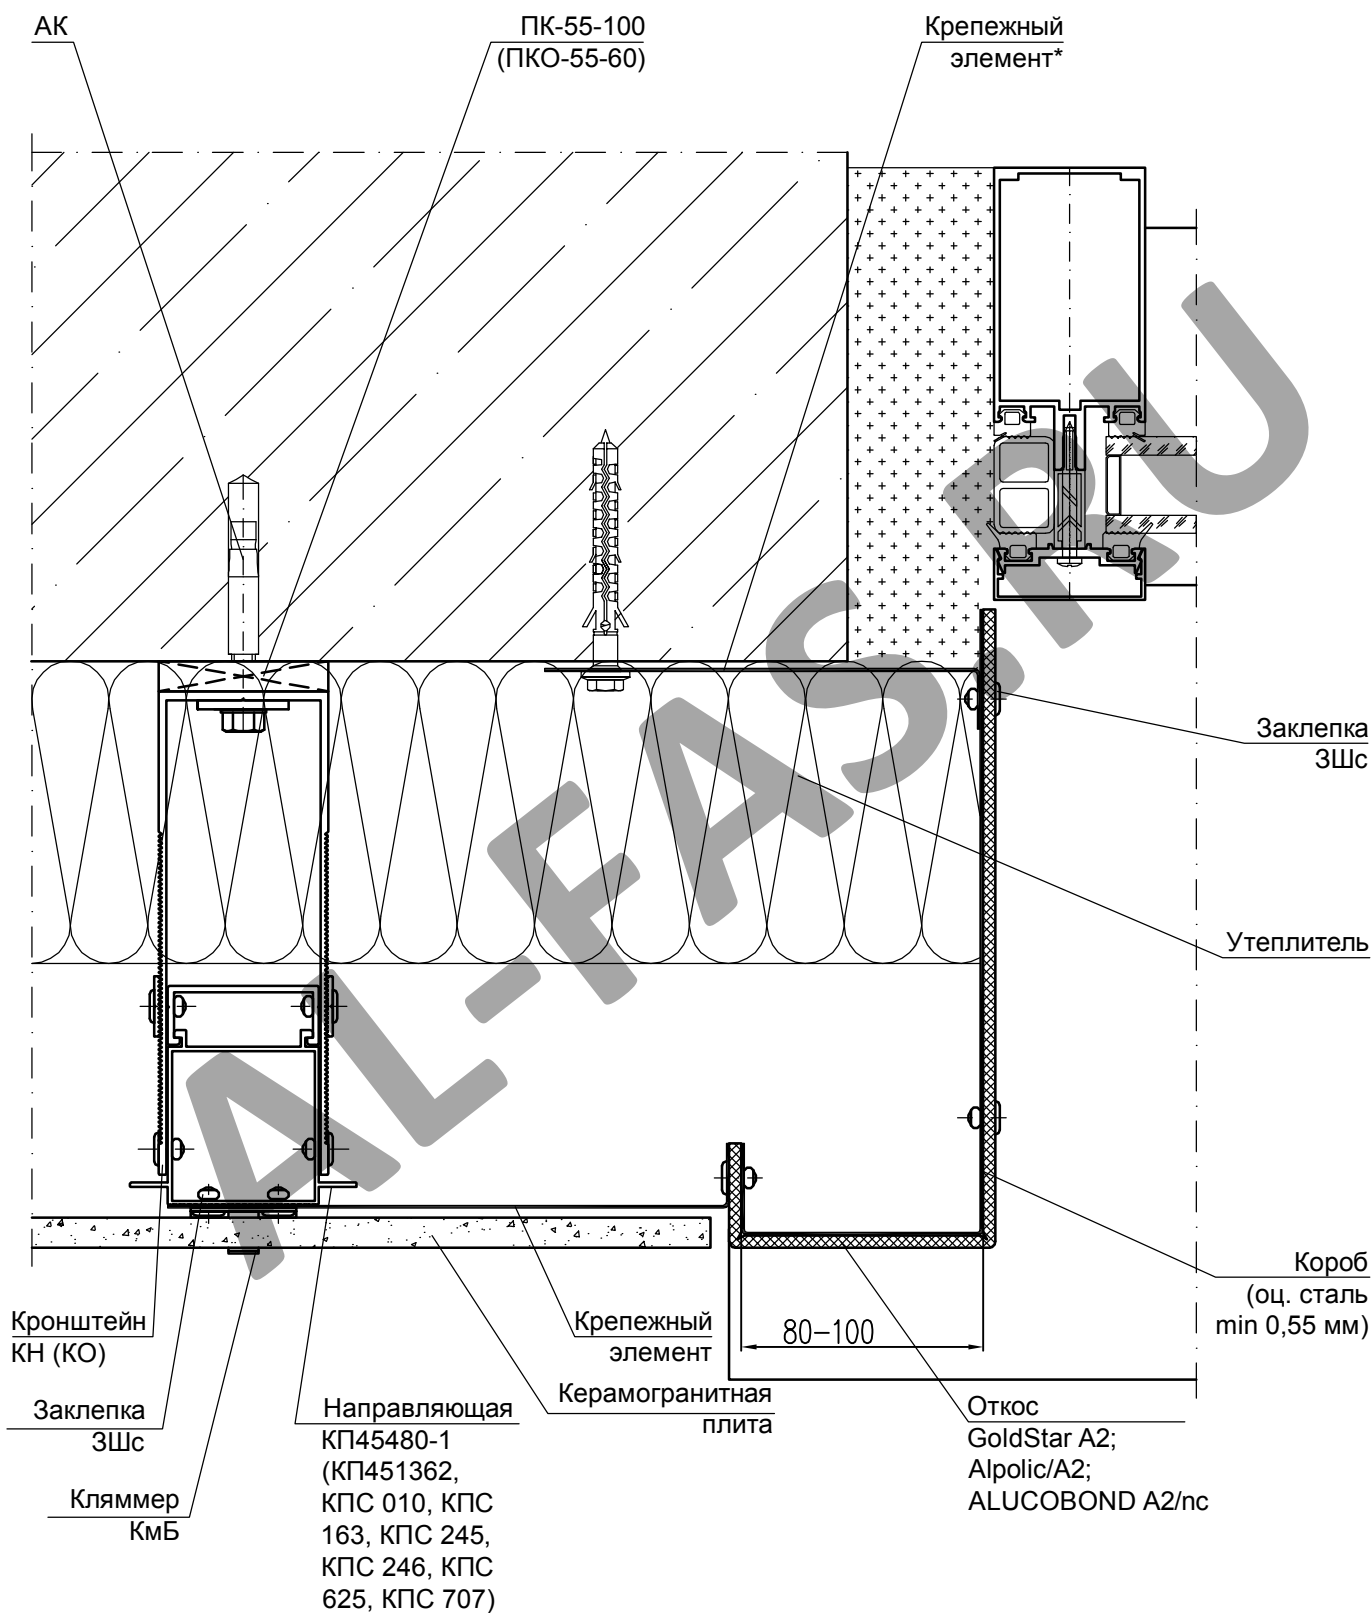 АК
ПК-55-100
(ПКО-55-60)
Крепежный
элемент*
Заклепка
ЗШс
Утеплитель
Короб
(оц. сталь
min 0,55 мм)
80–100
Кронштейн
КН (КО)
Заклепка
ЗШс
Кляммер
КмБ
Направляющая
КП45480-1
(КП451362,
КПС 010, КПС
163, КПС 245,
КПС 246, КПС
625, КПС 707)
Крепежный
элемент
Керамогранитная
плита
Откос
GoldStar A2;
Alpolic/A2;
ALUCOBOND A2/nc
AL-FAS.RU